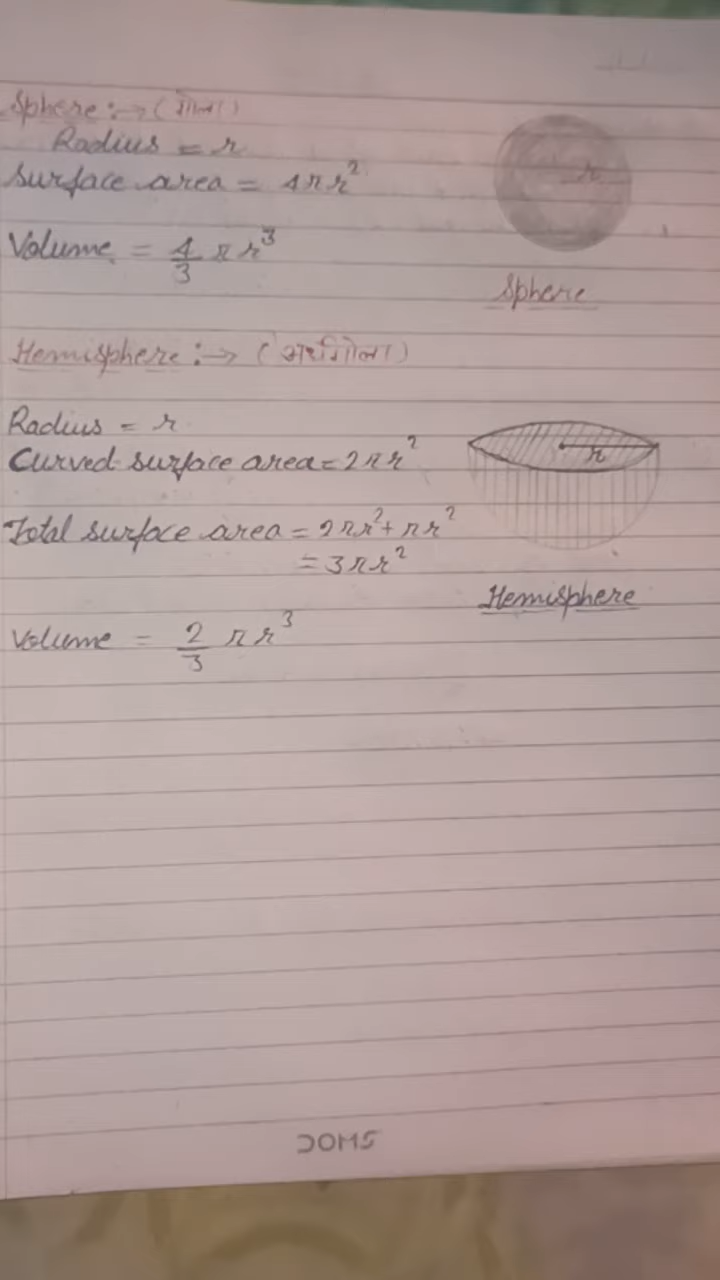 Sphere :→ (गोला)
Radius = r
Surface area = 4πr²
Volume = 4/3 πr³
r
Sphere
Hemisphere :→ (अर्धगोला)
Radius = r
Curved surface area = 2πr²
r
Total surface area = 2πr² + πr²
= 3πr²
Hemisphere
Volume = 2/3 πr³
DOMS